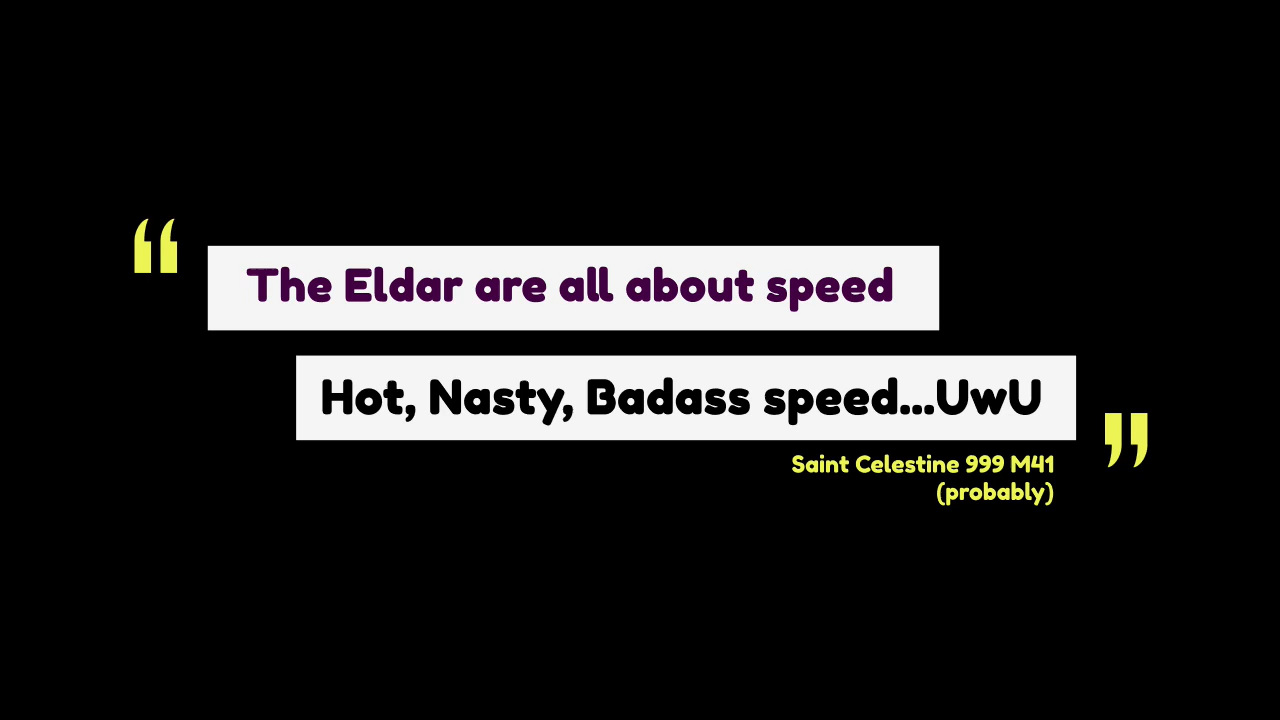 “
The Eldar are all about speed
Hot, Nasty, Badass speed...UwU
”
Saint Celestine 999 M41
(probably)